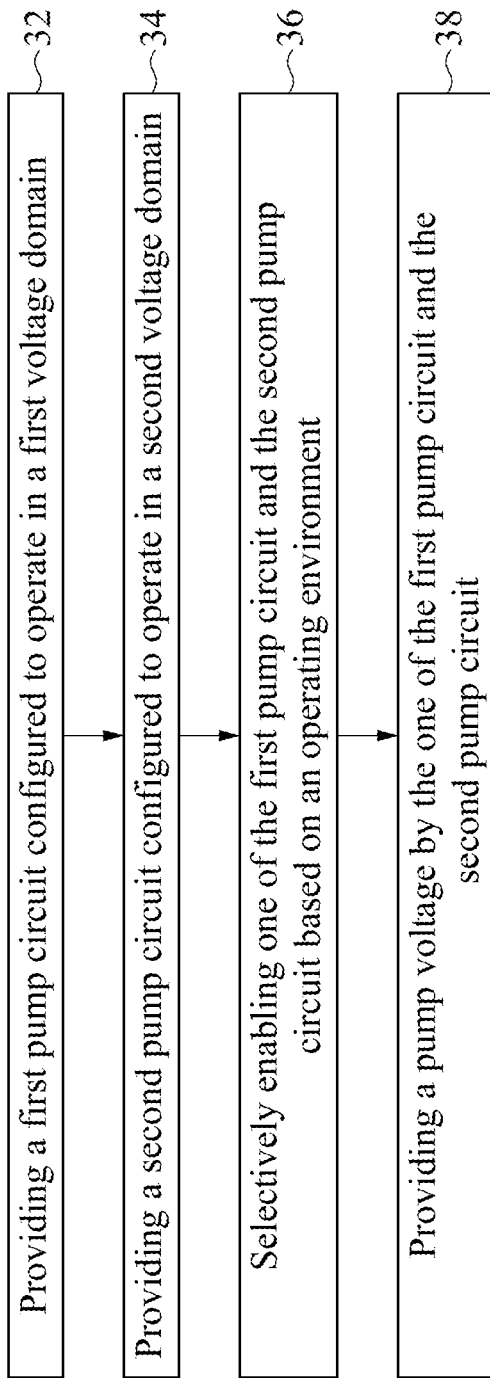 Providing a first pump circuit configured to operate in a first voltage domain
32
Providing a second pump circuit configured to operate in a second voltage domain
34
Selectively enabling one of the first pump circuit and the second pump
circuit based on an operating environment
36
Providing a pump voltage by the one of the first pump circuit and the
second pump circuit
38